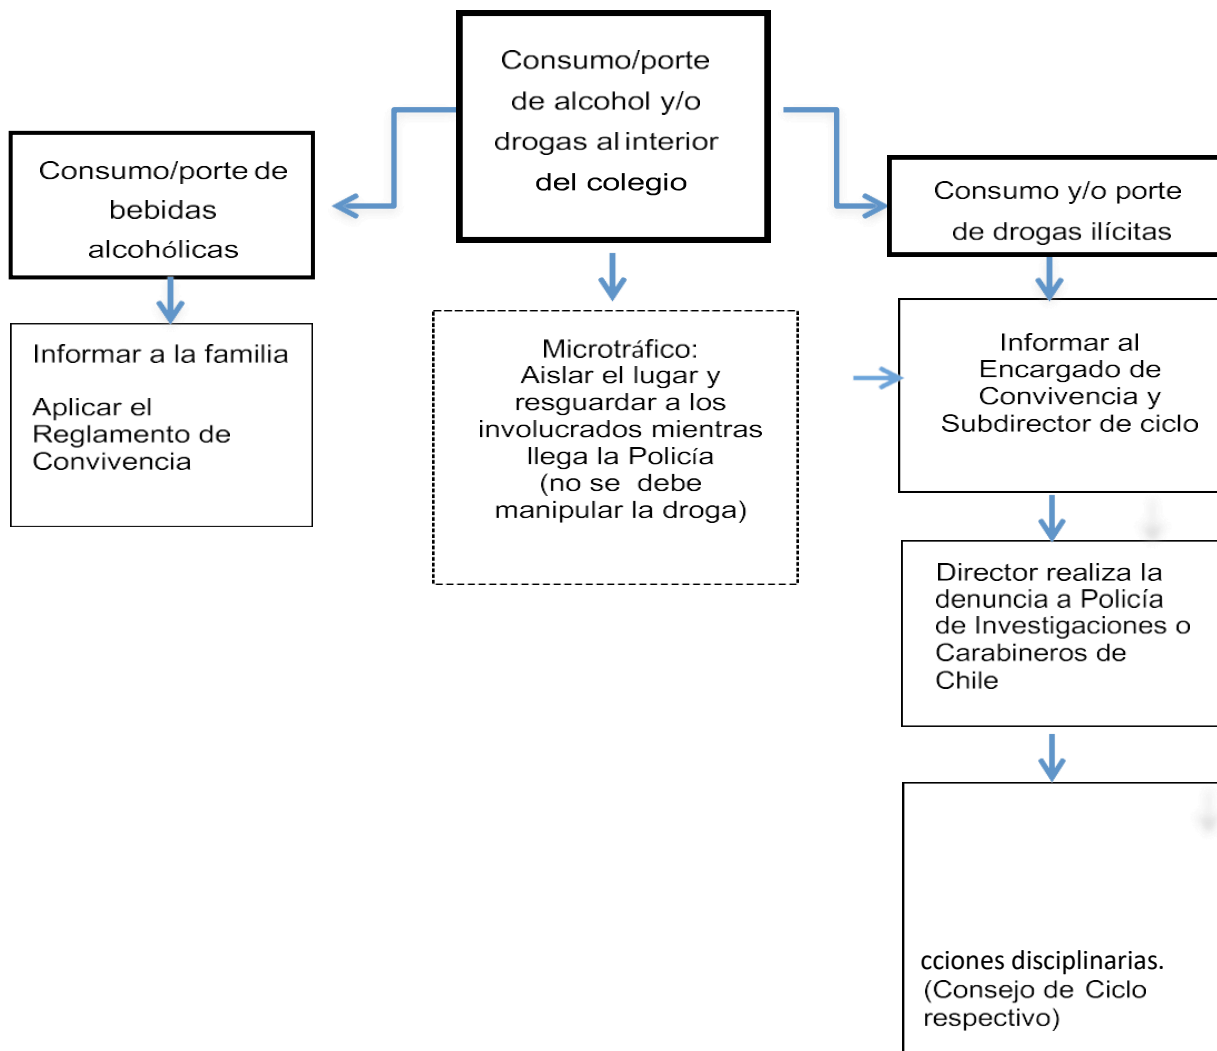 Consumo/porte
de alcohol y/o
drogas al interior
del colegio
Consumo/porte de
bebidas
alcohólicas
Consumo y/o porte
de drogas ilícitas
Informar a la familia
Aplicar el
Reglamento de
Convivencia
Microtráfico:
Aislar el lugar y
resguardar a los
involucrados mientras
llega la Policía
(no se debe
manipular la droga)
Informar al
Encargado de
Convivencia y
Subdirector de ciclo
Director realiza la
denuncia a Policía
de Investigaciones o
Carabineros de
Chile
cciones disciplinarias.
(Consejo de Ciclo
respectivo)